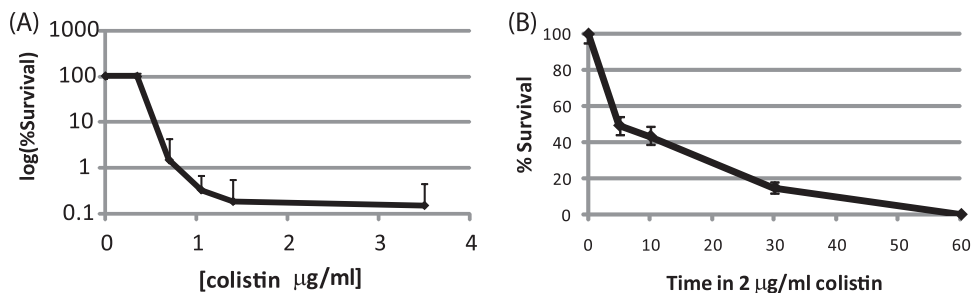 (A)
1000
100
10
1
0.1
log(%Survival)
0 1 2 3 4
[colistin μg/ml]
(B)
100
80
60
40
20
0
% Survival
0 10 20 30 40 50 60
Time in 2 μg/ml colistin